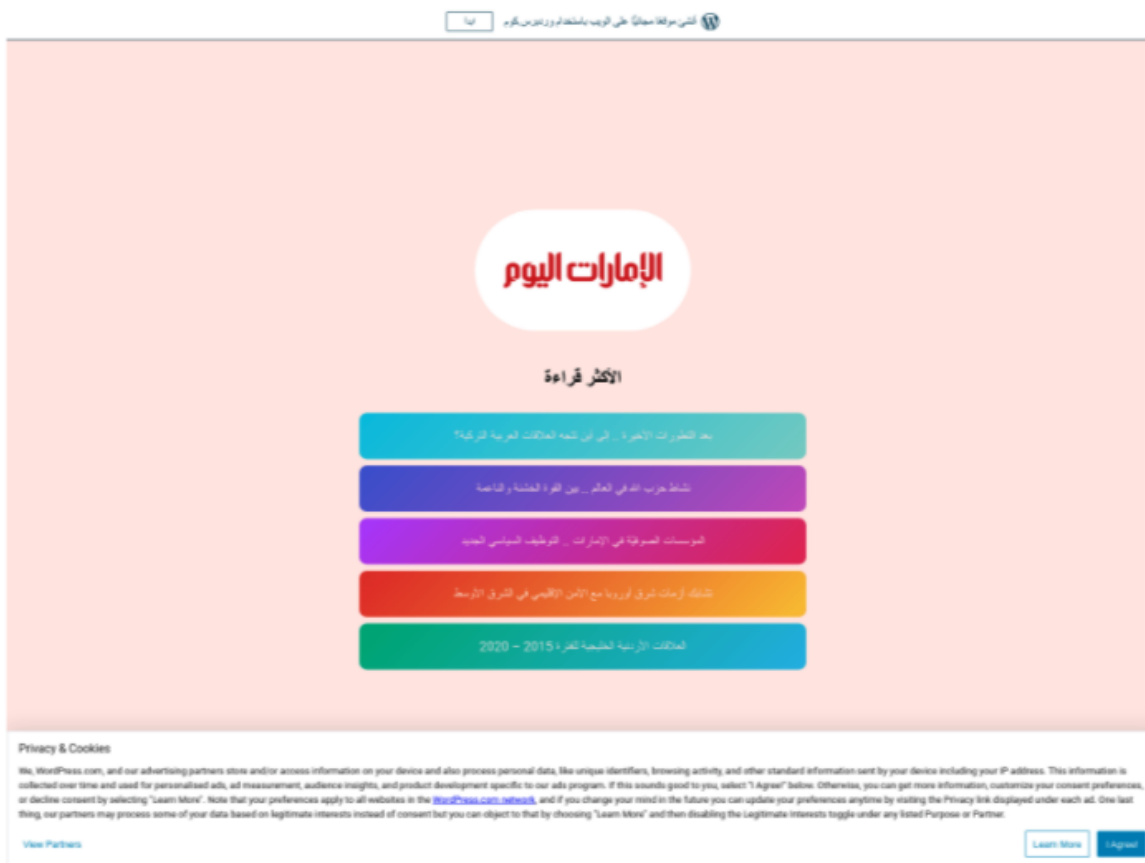 أنشئ موقعًا مجانيًا على الويب باستخدام ووردبرس.كوم
ابدأ
الإمارات اليوم
الأكثر قراءة
بعد التطورات الأخيرة .. إلى أين تتجه العلاقات العربية التركية؟
نشاط حزب الله في العالم .. بين القوة الخشنة والناعمة
المؤسسات الصوفيّة في الإمارات .. التوظيف السياسي الجديد
تشابك أزمات شرق أوروبا مع الأمن الإقليمي في الشرق الأوسط
العلاقات الأردنية الخليجية للفترة 2015 – 2020
Privacy & Cookies
We, WordPress.com, and our advertising partners store and/or access information on your device and also process personal data, like unique identifiers, browsing activity, and other standard information sent by your device including your IP address. This information is
collected over time and used for personalised ads, ad measurement, audience insights, and product development specific to our ads program. If this sounds good to you, select "I Agree!" below. Otherwise, you can get more information, customize your consent preferences,
or decline consent by selecting "Learn More". Note that your preferences apply to all websites in the WordPress.com network, and if you change your mind in the future you can update your preferences anytime by visiting the Privacy link displayed under each ad. One last
thing, our partners may process some of your data based on legitimate interests instead of consent but you can object to that by choosing "Learn More" and then disabling the Legitimate Interests toggle under any listed Purpose or Partner.
View Partners
Learn More
I Agree!